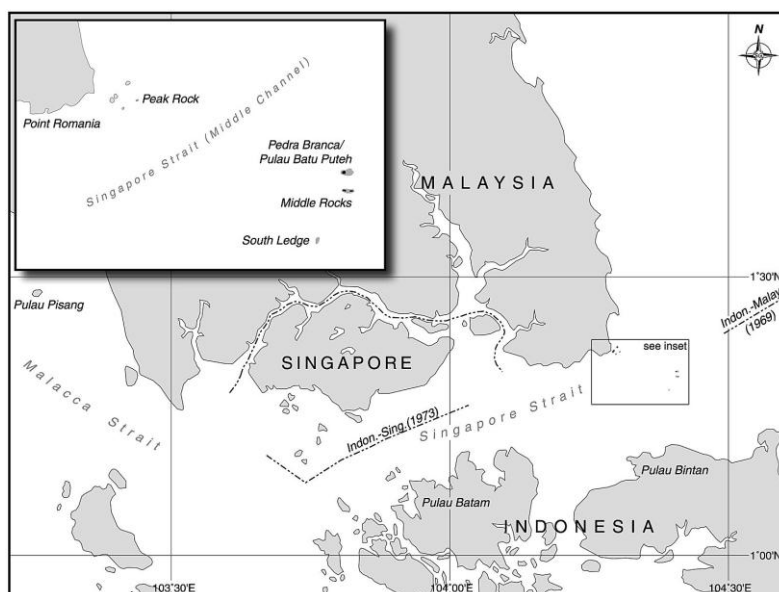 N
Peak Rock
Point Romania
Singapore Strait (Middle Channel)
Pedra Branca/
Pulau Batu Puteh
Middle Rocks
South Ledge
MALAYSIA
1°30'N
Pulau Pisang
Indon.-Malay.
(1969)
see inset
SINGAPORE
Malacca Strait
Indon.-Sing.(1973)
Singapore Strait
Pulau Bintan
Pulau Batam
INDONESIA
1°00'N
103°30'E
104°00'E
104°30'E